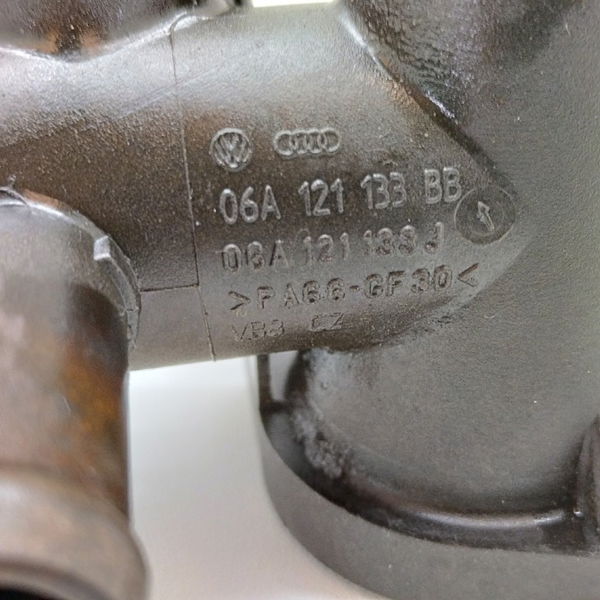 06A 121 133 BB
06A 121 133 J
>PA66-GF30<
VB3 CZ